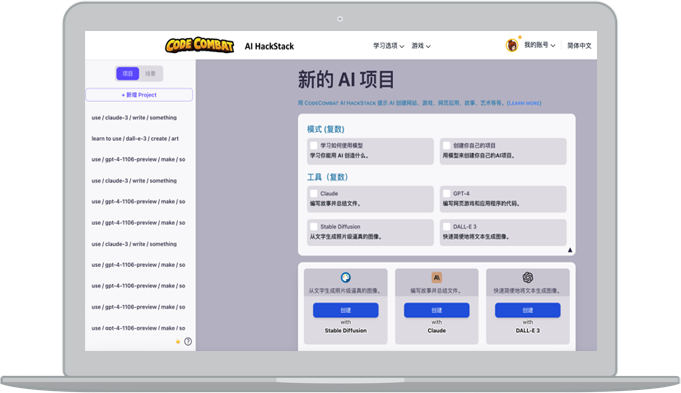 CODE COMBAT
AI HackStack
学习选项
游戏
我的账号
简体中文
项目
结果
+ 新增 Project
use / claude-3 / write / something
learn to use / dall-e-3 / create / art
use / gpt-4-1106-preview / make / so
use / claude-3 / write / something
use / gpt-4-1106-preview / make / so
use / gpt-4-1106-preview / make / so
use / claude-3 / write / something
use / gpt-4-1106-preview / make / so
use / gpt-4-1106-preview / make / so
use / gpt-4-1106-preview / make / so
use / gpt-4-1106-preview / make / so
新的 AI 项目
用 CODECOMBAT AI HACKSTACK 提示 AI 创建网站、游戏、网页应用、故事、艺术等等。(LEARN MORE)
模式 (复数)
学习如何使用模型
学习你能用 AI 创造什么。
创建你自己的项目
用模型来创建你自己的AI项目。
工具（复数）
Claude
编写故事并总结文件。
GPT-4
编写网页游戏和应用程序的代码。
Stable Diffusion
从文字生成照片级逼真的图像。
DALL-E 3
快速简便地将文本生成图像。
从文字生成照片级逼真的图像。
创建
with
Stable Diffusion
编写故事并总结文件。
创建
with
Claude
快速简便地将文本生成图像。
创建
with
DALL-E 3